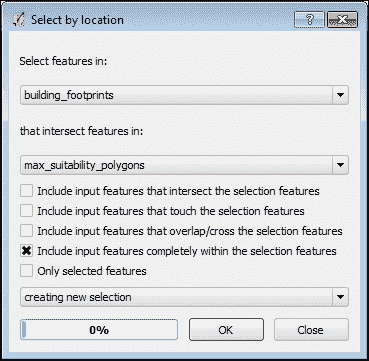 Select by location
Select features in:
building_footprints
that intersect features in:
max_suitability_polygons
Include input features that intersect the selection features
Include input features that touch the selection features
Include input features that overlap/cross the selection features
Include input features completely within the selection features
Only selected features
creating new selection
0%
OK
Close